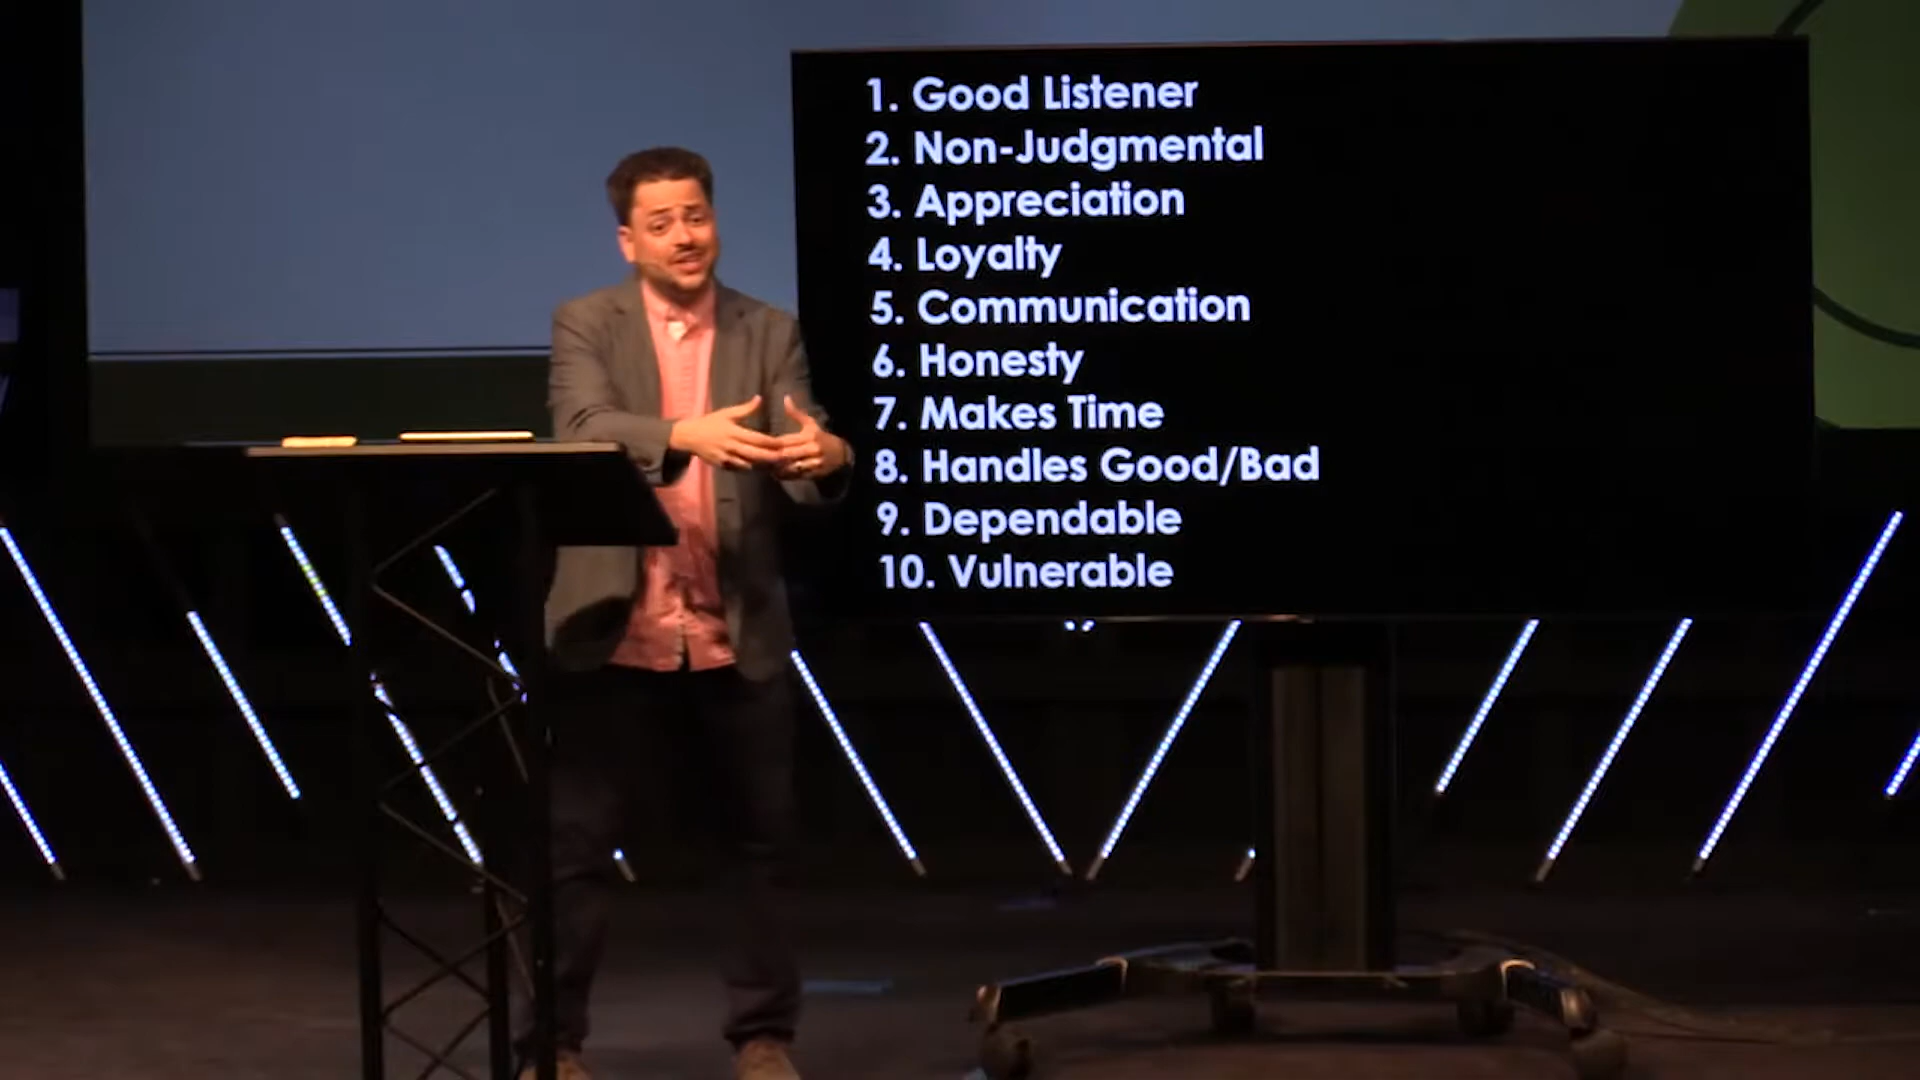 1. Good Listener
2. Non-Judgmental
3. Appreciation
4. Loyalty
5. Communication
6. Honesty
7. Makes Time
8. Handles Good/Bad
9. Dependable
10. Vulnerable